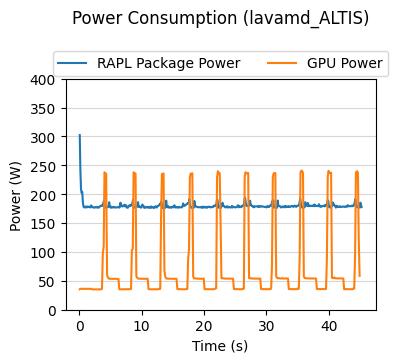 Power Consumption (lavamd_ALTIS)
RAPL Package Power GPU Power
400
350
300
250
200
150
100
50
0
Power (W)
0 10 20 30 40
Time (s)